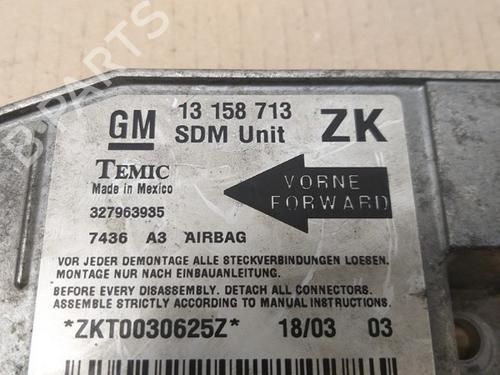 GM 13 158 713 ZK
SDM Unit
TEMIC
Made in Mexico
VORNE
FORWARD
327963935
7436 A3 AIRBAG
VOR JEDER DEMONTAGE ALLE STECKVERBINDUNGEN LOESEN.
MONTAGE NUR NACH EINBAUANLEITUNG.
BEFORE EVERY DISASSEMBLY. DETACH ALL CONNECTORS.
ASSEMBLE STRICTLY ACCORDING TO MANUAL INSTRUCTIONS.
*ZKT0030625Z* 18/03 03
B-PARTS